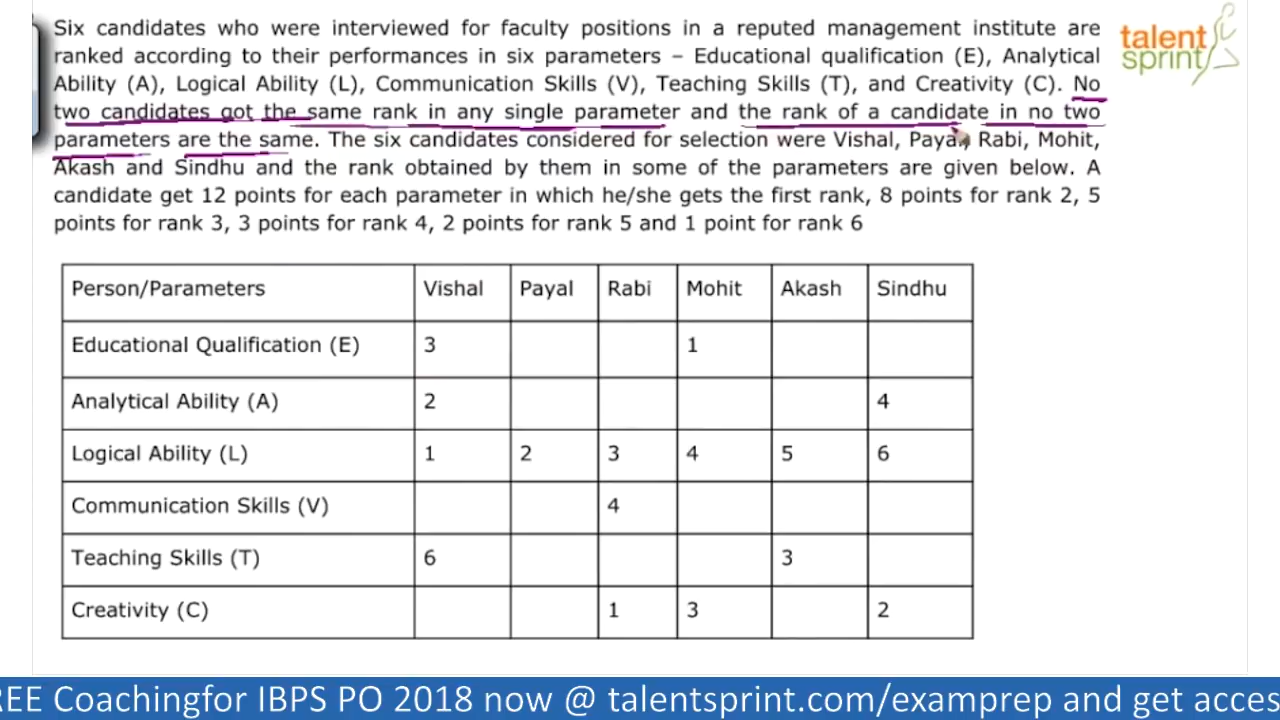 Six candidates who were interviewed for faculty positions in a reputed management institute are
ranked according to their performances in six parameters – Educational qualification (E), Analytical
Ability (A), Logical Ability (L), Communication Skills (V), Teaching Skills (T), and Creativity (C). No
two candidates got the same rank in any single parameter and the rank of a candidate in no two
parameters are the same. The six candidates considered for selection were Vishal, Payal, Rabi, Mohit,
Akash and Sindhu and the rank obtained by them in some of the parameters are given below. A
candidate get 12 points for each parameter in which he/she gets the first rank, 8 points for rank 2, 5
points for rank 3, 3 points for rank 4, 2 points for rank 5 and 1 point for rank 6
talent
sprint
Person/Parameters Vishal Payal Rabi Mohit Akash Sindhu
Educational Qualification (E) 3 1
Analytical Ability (A) 2 4
Logical Ability (L) 1 2 3 4 5 6
Communication Skills (V) 4
Teaching Skills (T) 6 3
Creativity (C) 1 3 2
REE Coachingfor IBPS PO 2018 now @ talentsprint.com/examprep and get acces